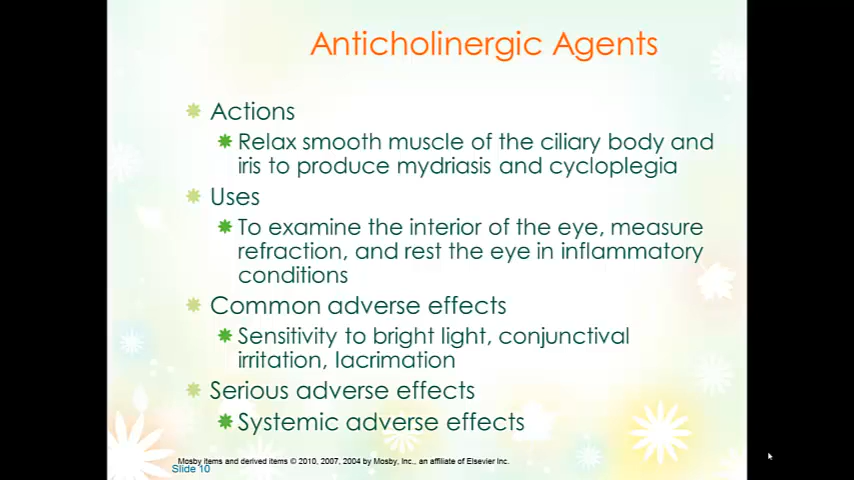 Anticholinergic Agents
Actions
Relax smooth muscle of the ciliary body and
iris to produce mydriasis and cycloplegia
Uses
To examine the interior of the eye, measure
refraction, and rest the eye in inflammatory
conditions
Common adverse effects
Sensitivity to bright light, conjunctival
irritation, lacrimation
Serious adverse effects
Systemic adverse effects
Mosby items and derived items © 2010, 2007, 2004 by Mosby, Inc., an affiliate of Elsevier Inc.
Slide 10